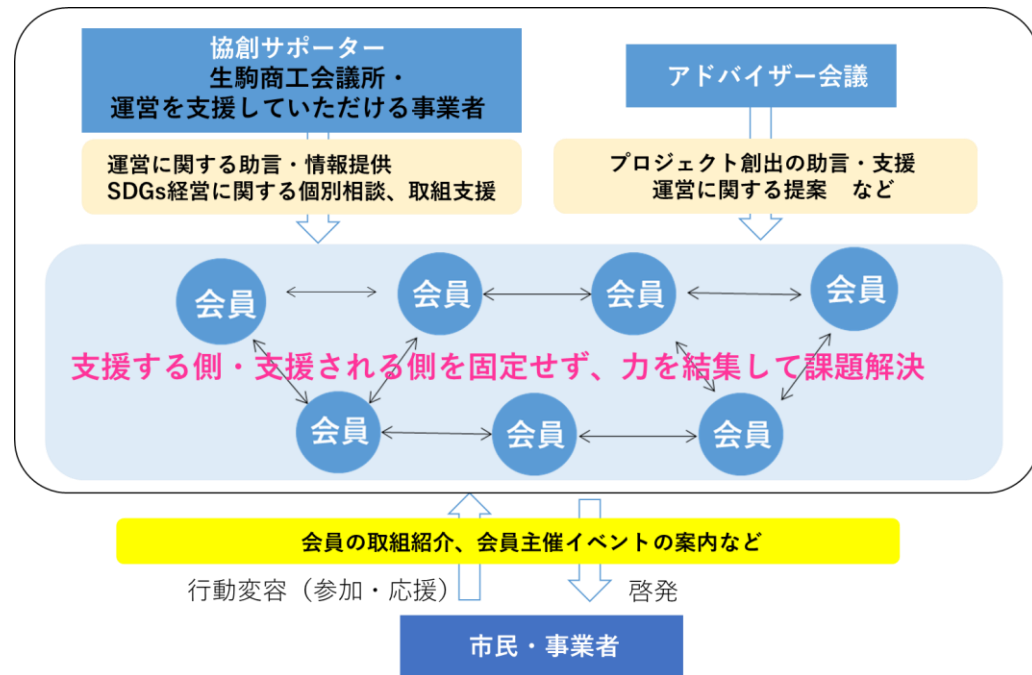 協創サポーター
生駒商工会議所・
運営を支援していただける事業者
アドバイザー会議
運営に関する助言・情報提供
SDGs経営に関する個別相談、取組支援
プロジェクト創出の助言・支援
運営に関する提案　など
会員
会員
会員
会員
支援する側・支援される側を固定せず、力を結集して課題解決
会員
会員
会員
会員の取組紹介、会員主催イベントの案内など
行動変容（参加・応援）
啓発
市民・事業者